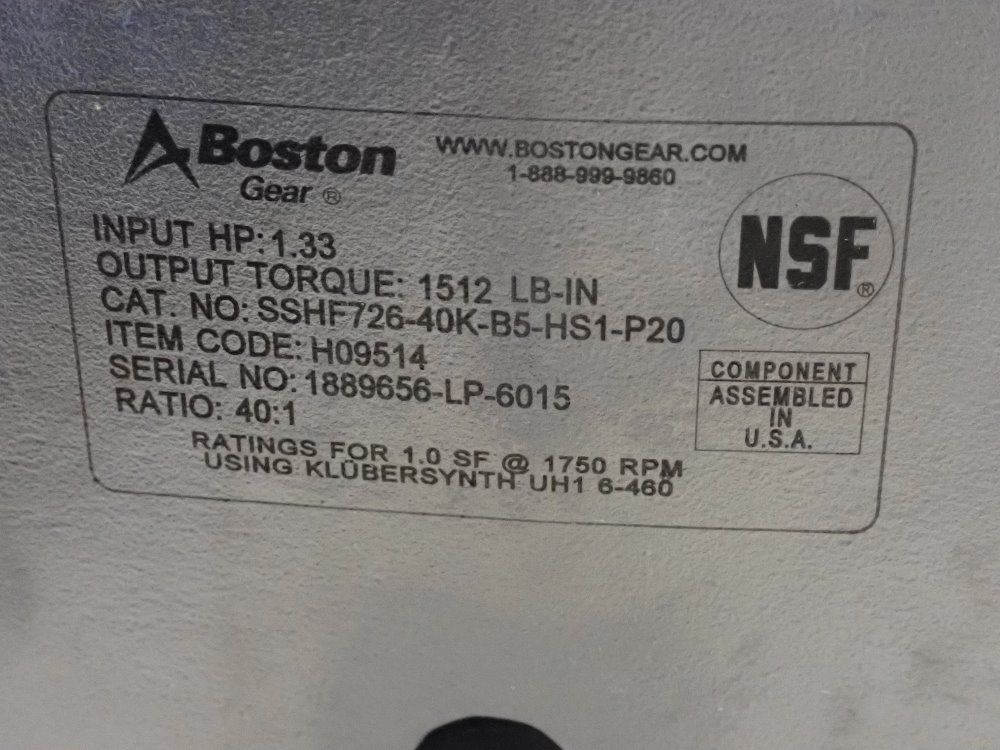 Boston
Gear ®
WWW.BOSTONGEAR.COM
1-888-999-9860
INPUT HP: 1.33
OUTPUT TORQUE: 1512 LB-IN
CAT. NO: SSHF726-40K-B5-HS1-P20
ITEM CODE: H09514
SERIAL NO: 1889656-LP-6015
RATIO: 40:1
RATINGS FOR 1.0 SF @ 1750 RPM
USING KLÜBERSYNTH UH1 6-460
NSF®
COMPONENT
ASSEMBLED
IN
U.S.A.